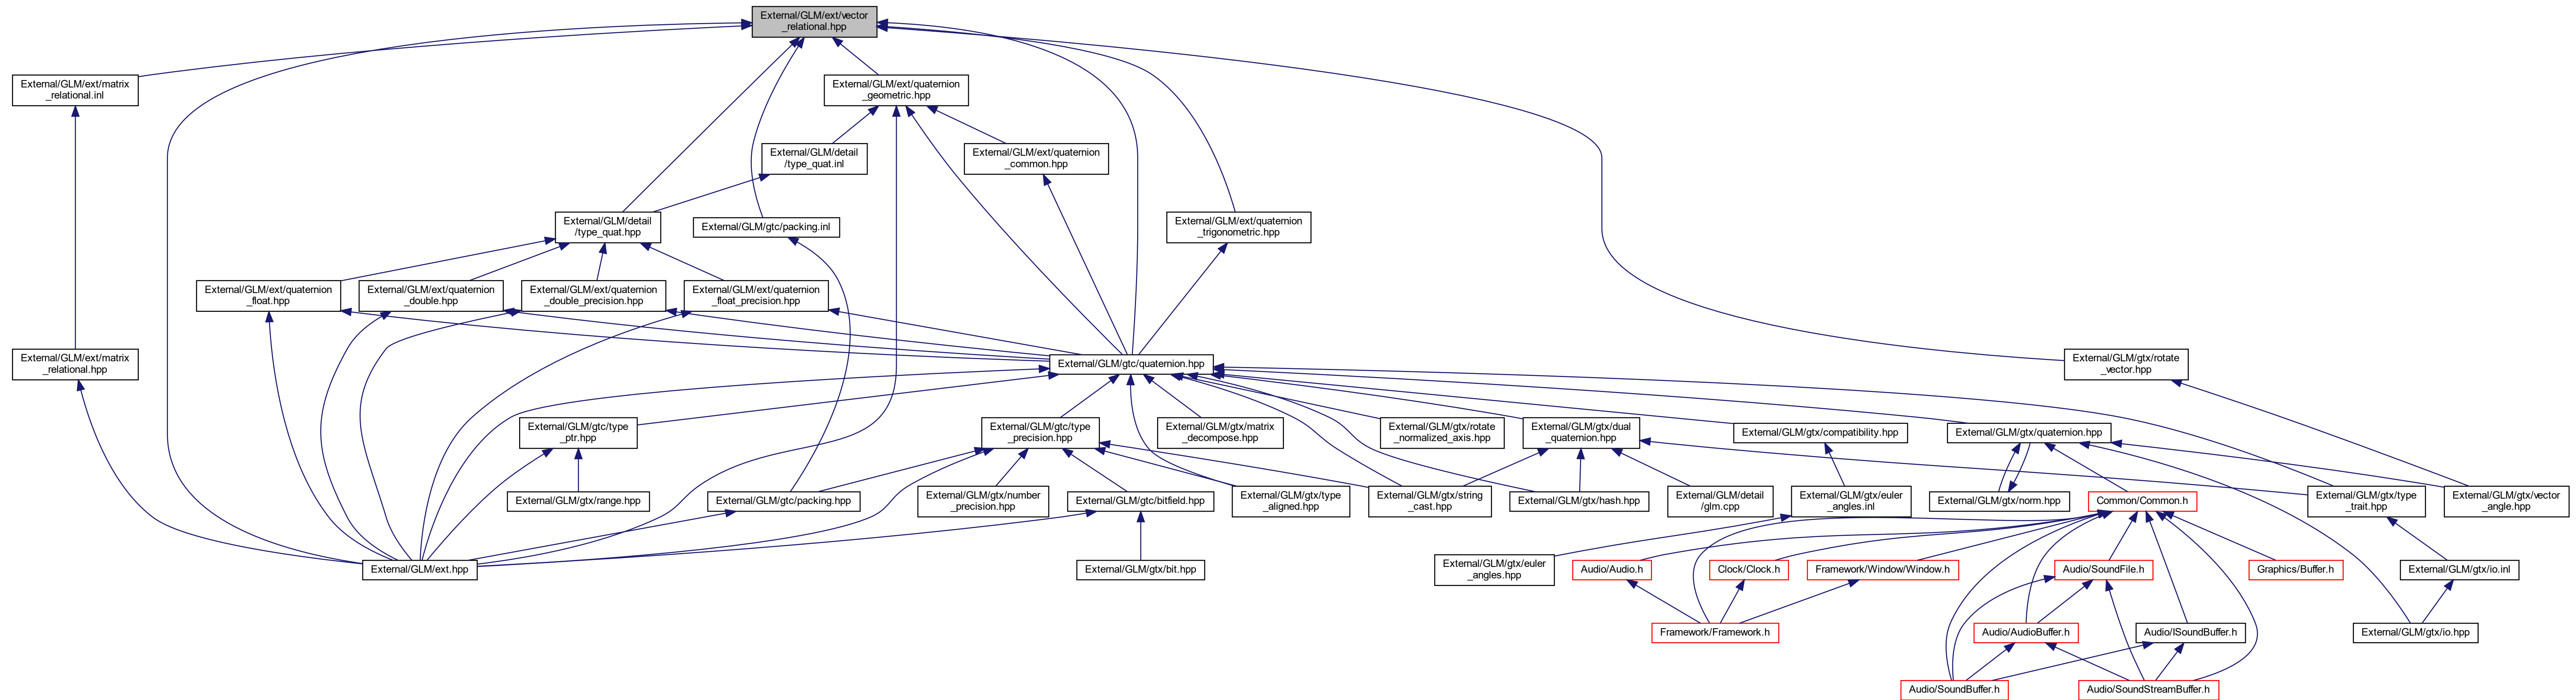 External/GLM/ext/vector
_relational.hpp
External/GLM/ext/matrix
_relational.inl
External/GLM/ext/quaternion
_geometric.hpp
External/GLM/detail
/type_quat.inl
External/GLM/ext/quaternion
_common.hpp
External/GLM/detail
/type_quat.hpp
External/GLM/gtc/packing.inl
External/GLM/ext/quaternion
_trigonometric.hpp
External/GLM/ext/quaternion
_float.hpp
External/GLM/ext/quaternion
_double.hpp
External/GLM/ext/quaternion
_double_precision.hpp
External/GLM/ext/quaternion
_float_precision.hpp
External/GLM/ext/matrix
_relational.hpp
External/GLM/gtc/quaternion.hpp
External/GLM/gtx/rotate
_vector.hpp
External/GLM/gtc/type
_ptr.hpp
External/GLM/gtc/type
_precision.hpp
External/GLM/gtx/matrix
_decompose.hpp
External/GLM/gtx/rotate
_normalized_axis.hpp
External/GLM/gtx/dual
_quaternion.hpp
External/GLM/gtx/compatibility.hpp
External/GLM/gtx/quaternion.hpp
External/GLM/gtx/range.hpp
External/GLM/gtc/packing.hpp
External/GLM/gtx/number
_precision.hpp
External/GLM/gtc/bitfield.hpp
External/GLM/gtx/type
_aligned.hpp
External/GLM/gtx/string
_cast.hpp
External/GLM/gtx/hash.hpp
External/GLM/detail
/glm.cpp
External/GLM/gtx/euler
_angles.inl
External/GLM/gtx/norm.hpp
Common/Common.h
External/GLM/gtx/type
_trait.hpp
External/GLM/gtx/vector
_angle.hpp
External/GLM/ext.hpp
External/GLM/gtx/bit.hpp
External/GLM/gtx/euler
_angles.hpp
Audio/Audio.h
Clock/Clock.h
Framework/Window/Window.h
Audio/SoundFile.h
Graphics/Buffer.h
External/GLM/gtx/io.inl
Framework/Framework.h
Audio/AudioBuffer.h
Audio/ISoundBuffer.h
External/GLM/gtx/io.hpp
Audio/SoundBuffer.h
Audio/SoundStreamBuffer.h